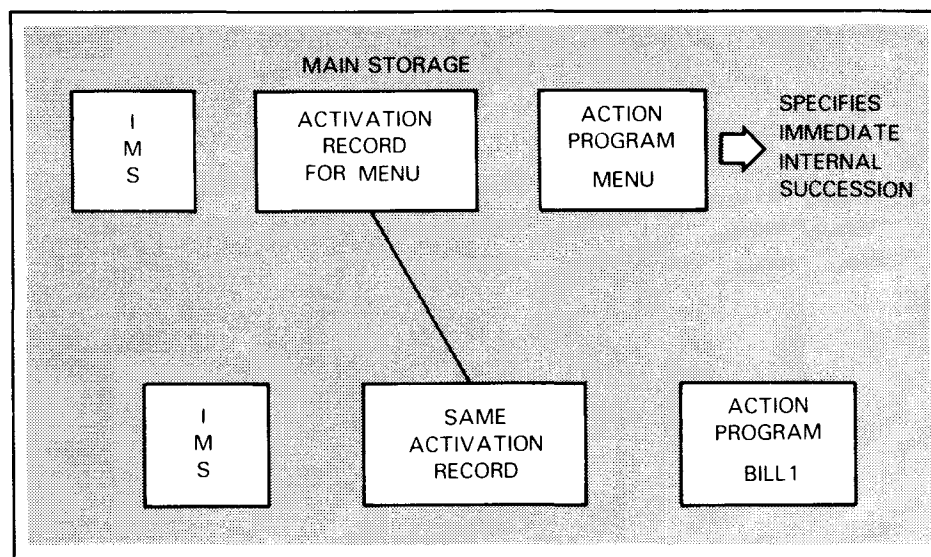 MAIN STORAGE
I
M
S
ACTIVATION
RECORD
FOR MENU
ACTION
PROGRAM
MENU
SPECIFIES
IMMEDIATE
INTERNAL
SUCCESSION
I
M
S
SAME
ACTIVATION
RECORD
ACTION
PROGRAM
BILL1